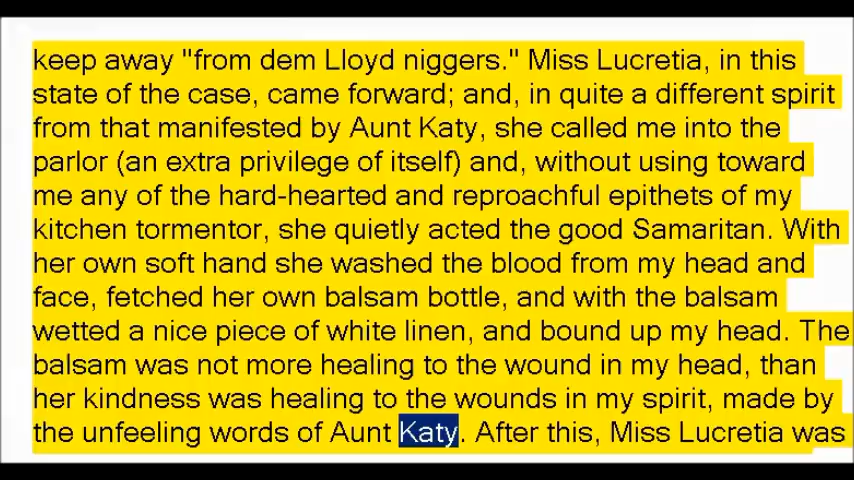 keep away "from dem Lloyd niggers." Miss Lucretia, in this
state of the case, came forward; and, in quite a different spirit
from that manifested by Aunt Katy, she called me into the
parlor (an extra privilege of itself) and, without using toward
me any of the hard-hearted and reproachful epithets of my
kitchen tormentor, she quietly acted the good Samaritan. With
her own soft hand she washed the blood from my head and
face, fetched her own balsam bottle, and with the balsam
wetted a nice piece of white linen, and bound up my head. The
balsam was not more healing to the wound in my head, than
her kindness was healing to the wounds in my spirit, made by
the unfeeling words of Aunt Katy. After this, Miss Lucretia was